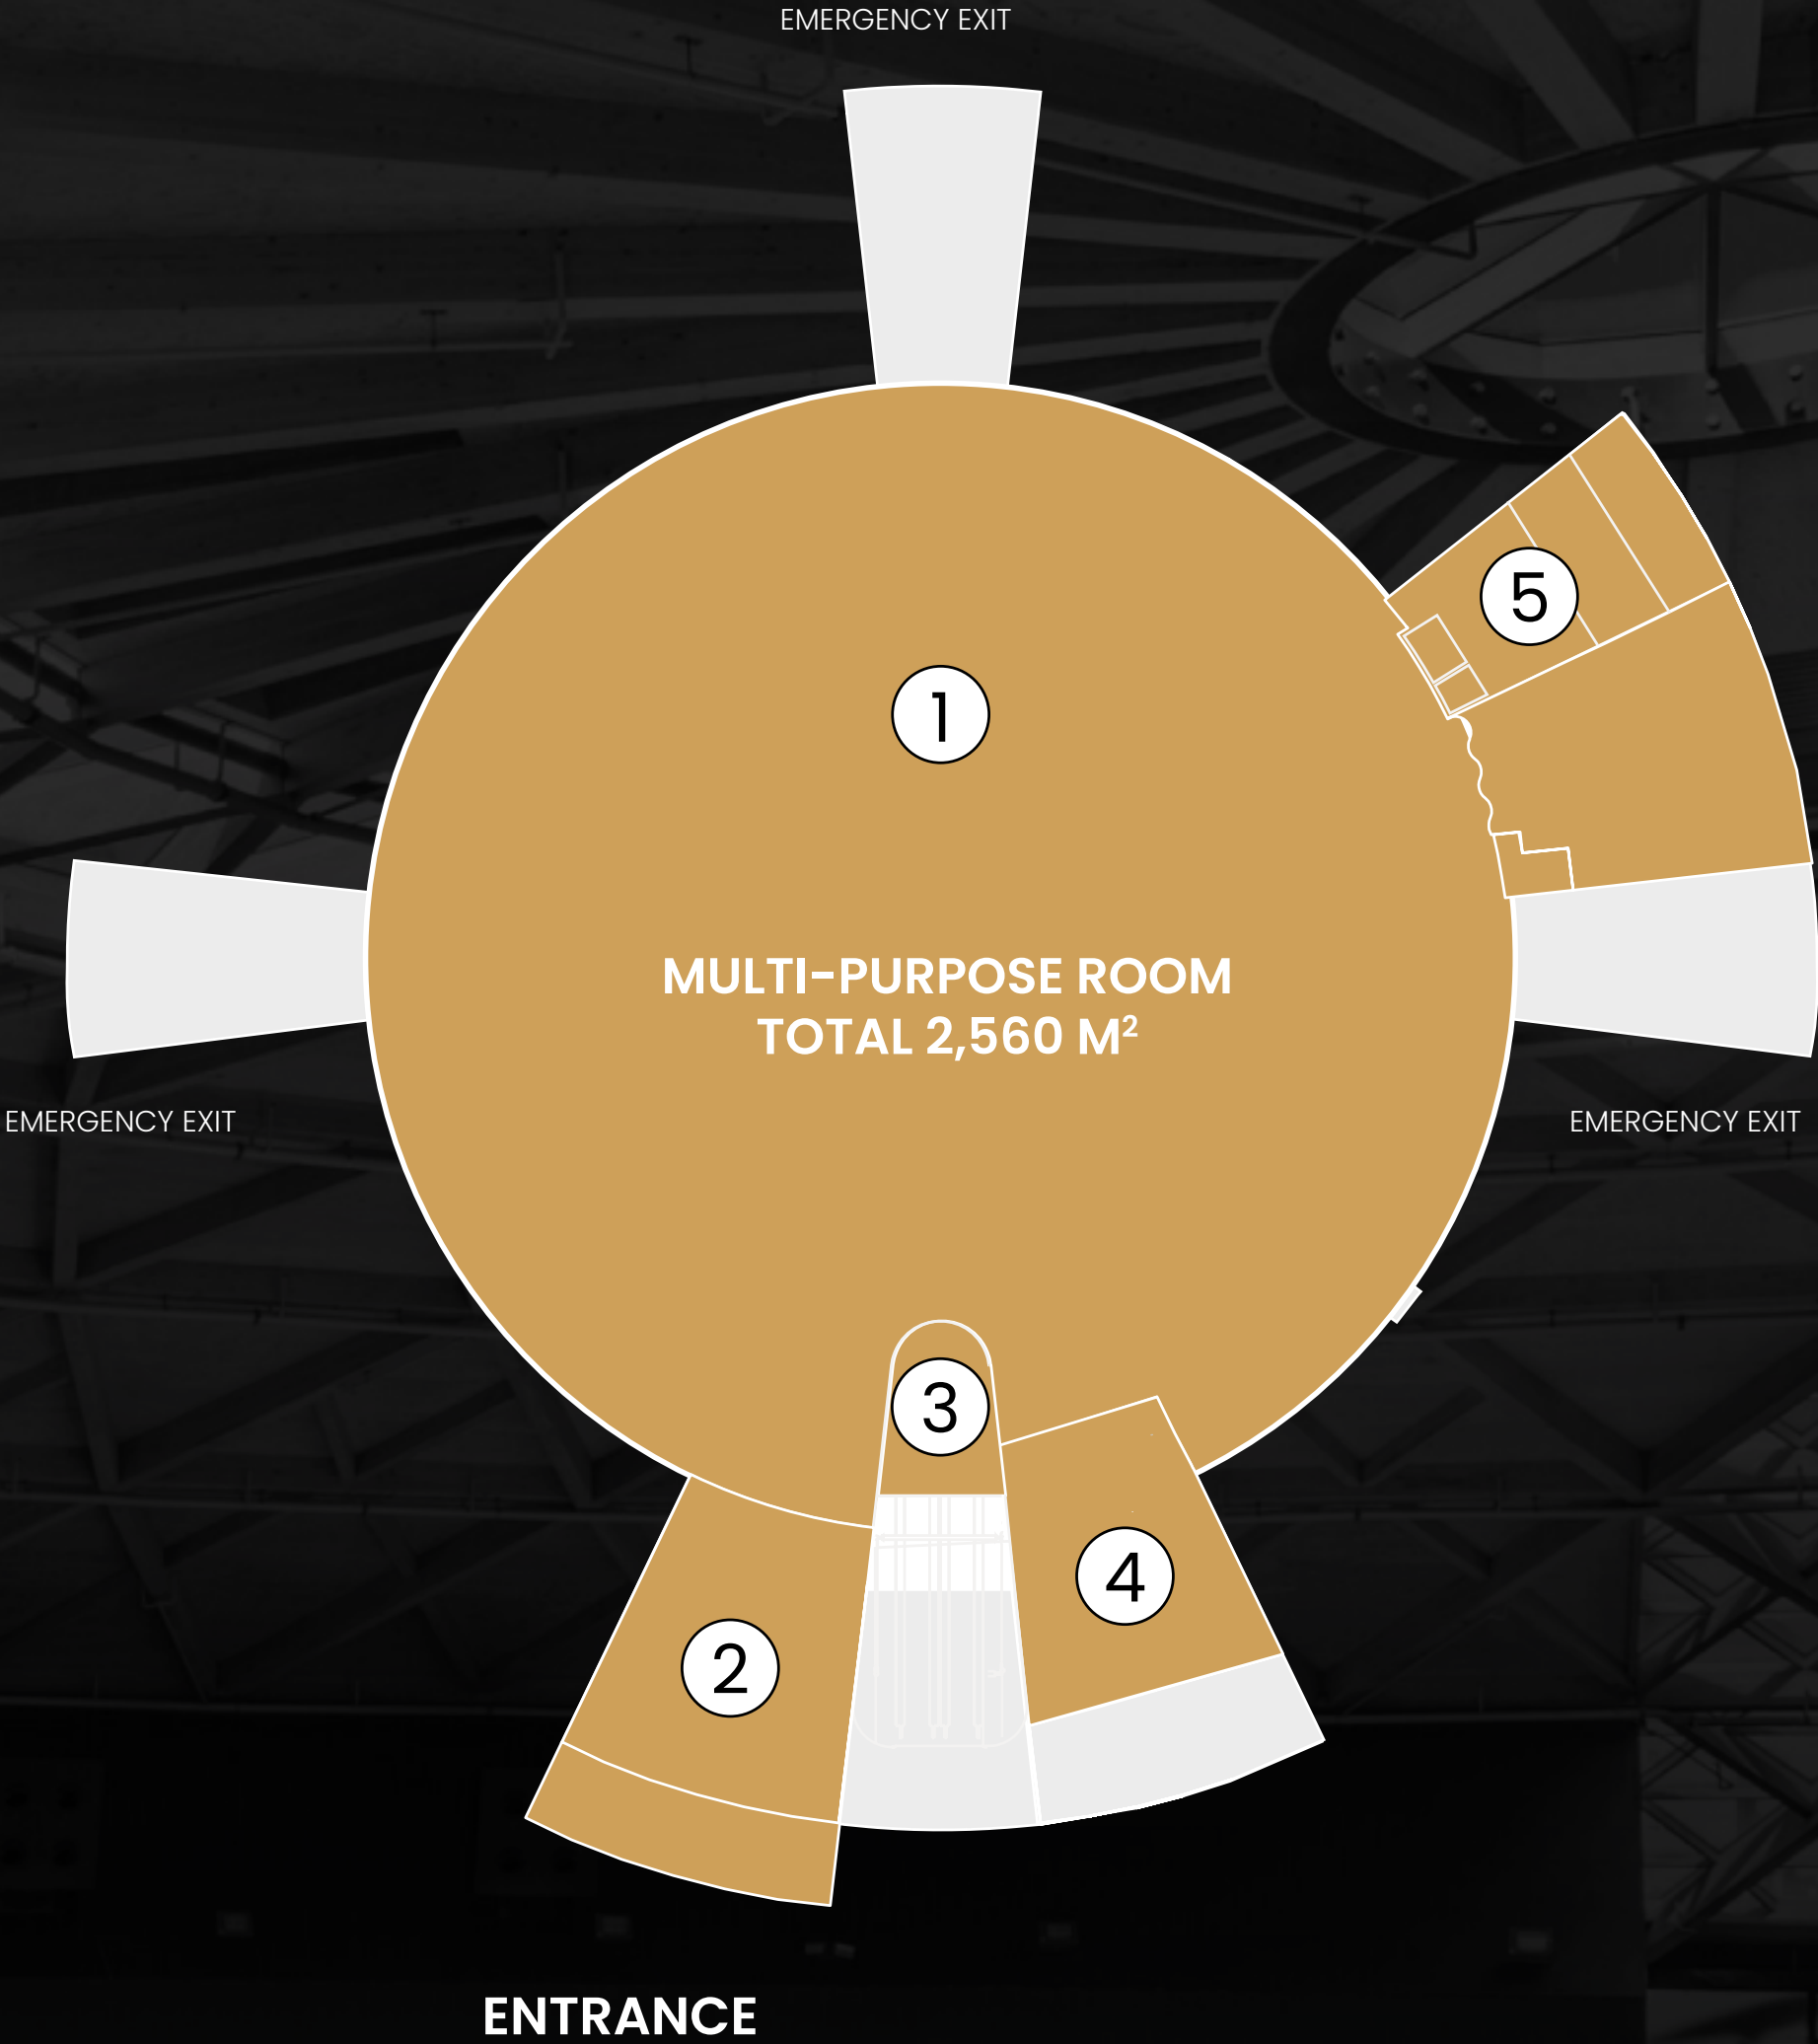 EMERGENCY EXIT
5
1
MULTI-PURPOSE ROOM
TOTAL 2,560 M²
EMERGENCY EXIT
EMERGENCY EXIT
3
4
2
ENTRANCE